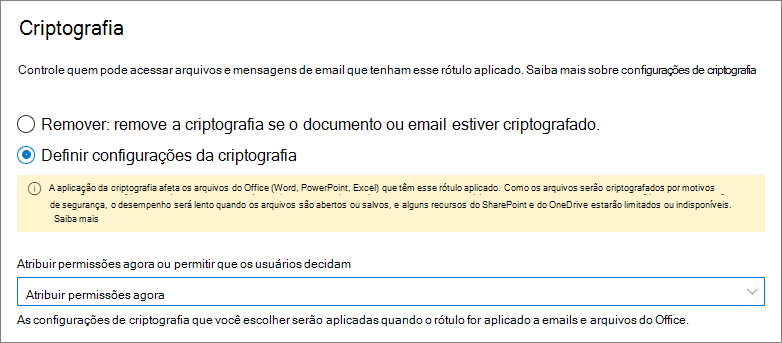 Criptografia
Controle quem pode acessar arquivos e mensagens de email que tenham esse rótulo aplicado. Saiba mais sobre configurações de criptografia
Remover: remove a criptografia se o documento ou email estiver criptografado.
Definir configurações da criptografia
A aplicação da criptografia afeta os arquivos do Office (Word, PowerPoint, Excel) que têm esse rótulo aplicado. Como os arquivos serão criptografados por motivos
de segurança, o desempenho será lento quando os arquivos são abertos ou salvos, e alguns recursos do SharePoint e do OneDrive estarão limitados ou indisponíveis.
Saiba mais
Atribuir permissões agora ou permitir que os usuários decidam
Atribuir permissões agora
As configurações de criptografia que você escolher serão aplicadas quando o rótulo for aplicado a emails e arquivos do Office.